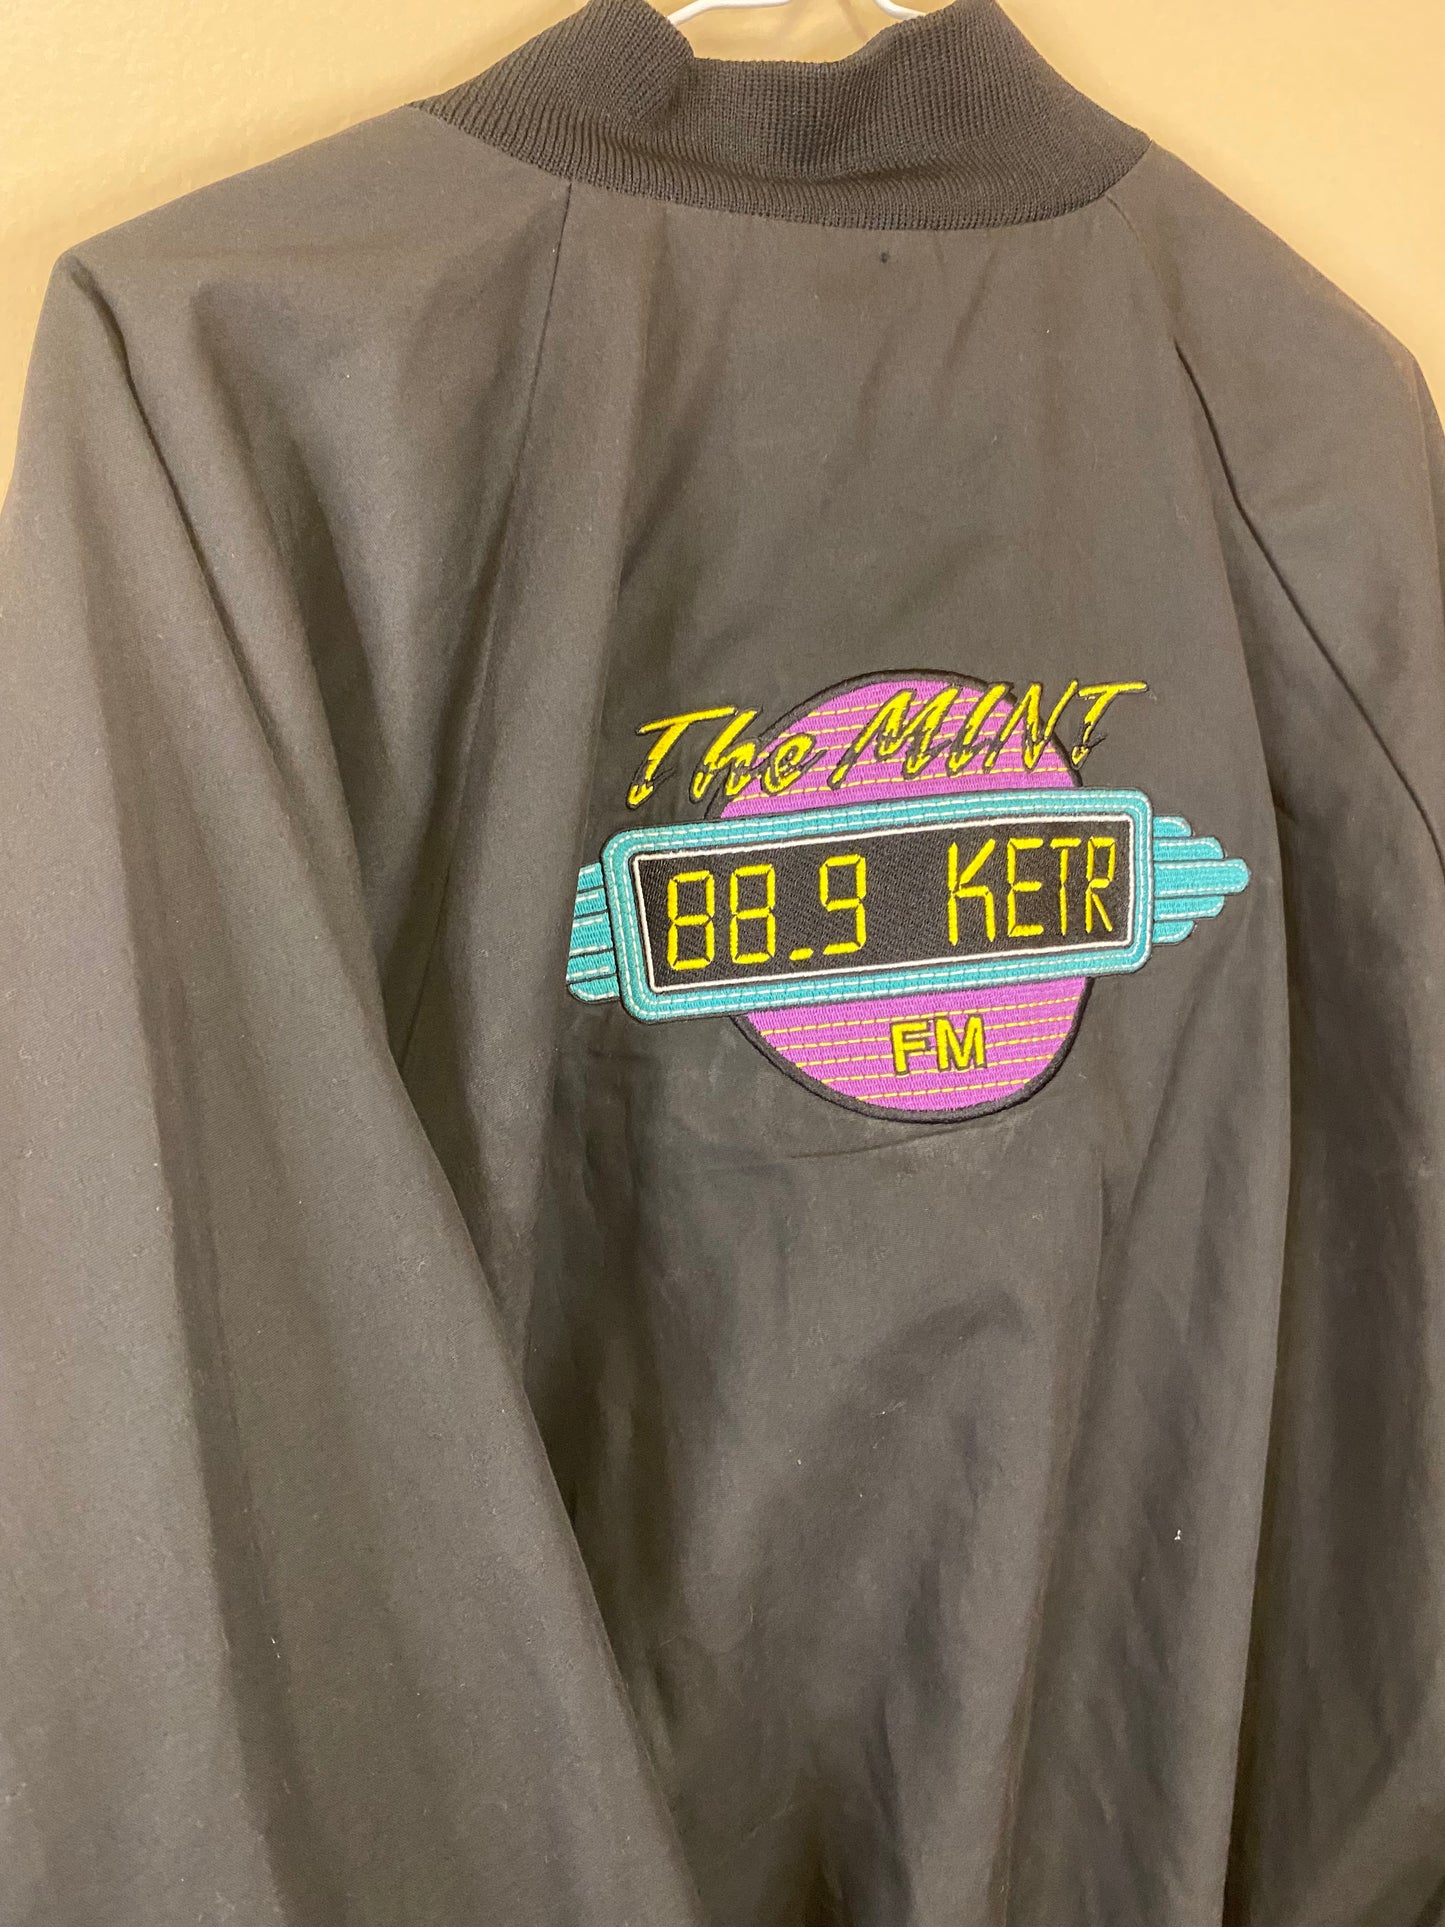 The MINT
88.9 KETR
FM